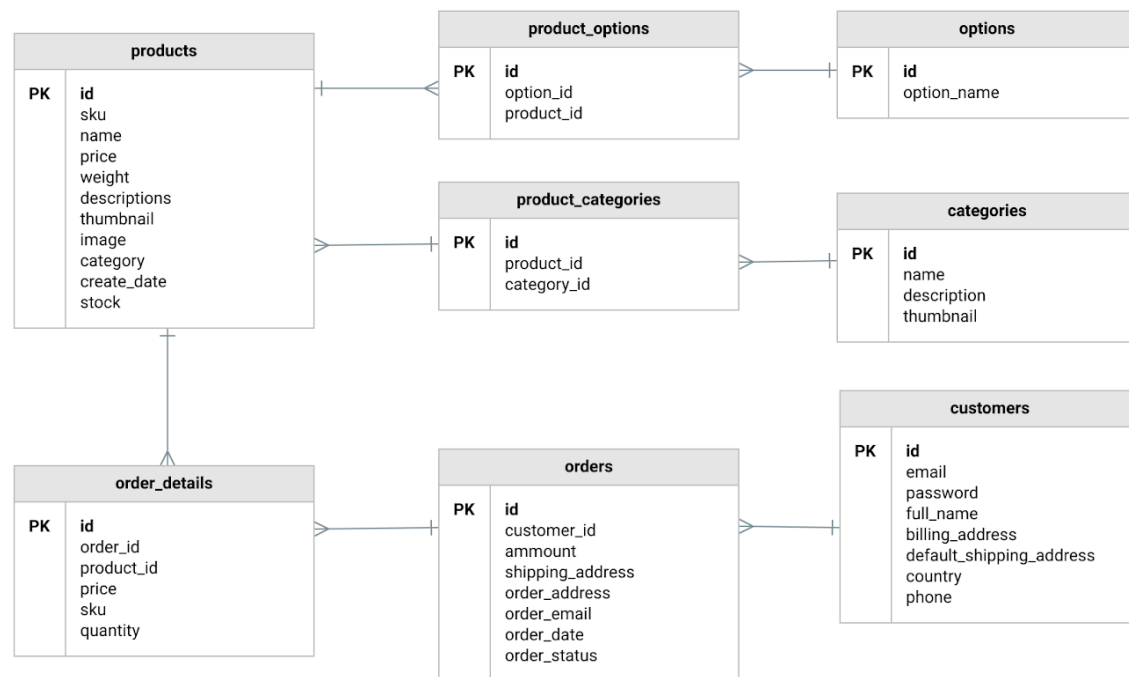 products
PK id
sku
name
price
weight
descriptions
thumbnail
image
category
create_date
stock
product_options
PK id
option_id
product_id
options
PK id
option_name
product_categories
PK id
product_id
category_id
categories
PK id
name
description
thumbnail
order_details
PK id
order_id
product_id
price
sku
quantity
orders
PK id
customer_id
ammount
shipping_address
order_address
order_email
order_date
order_status
customers
PK id
email
password
full_name
billing_address
default_shipping_address
country
phone